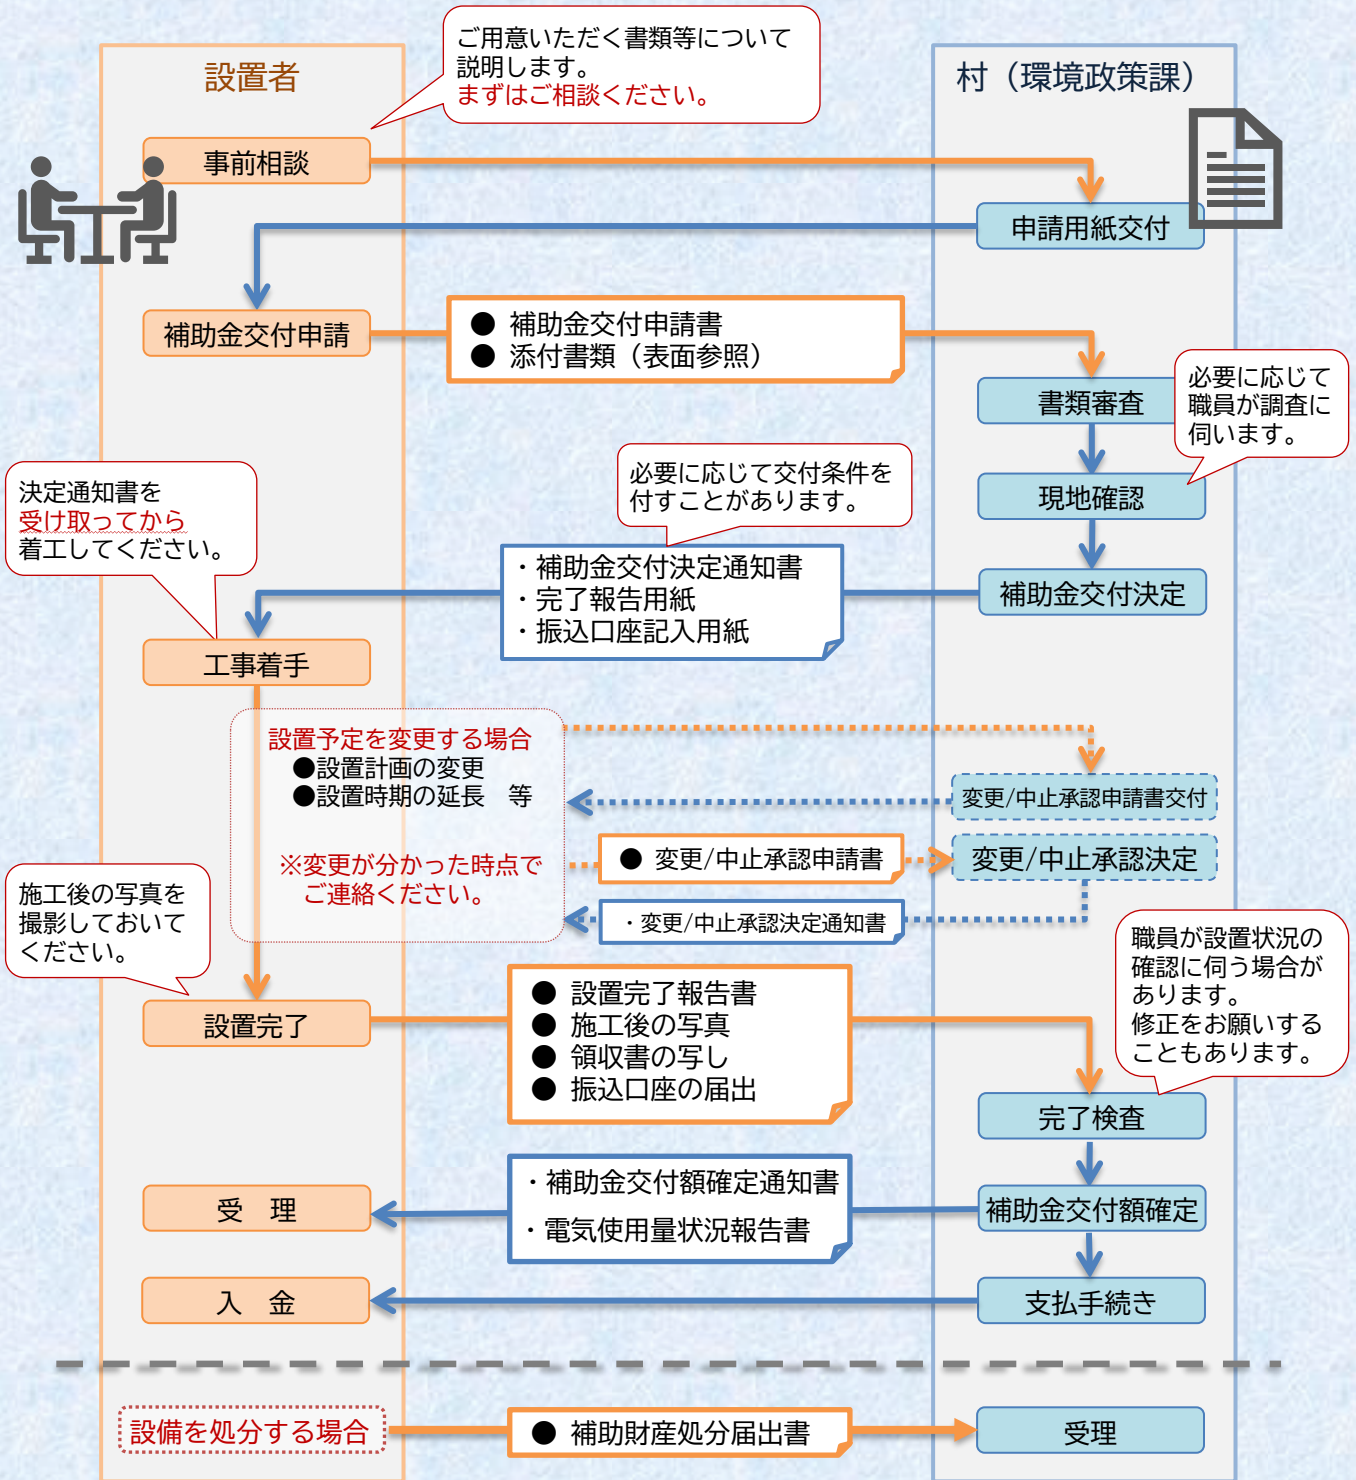 設置者
ご用意いただく書類等について
説明します。
まずはご相談ください。
村（環境政策課）
事前相談
申請用紙交付
補助金交付申請
● 補助金交付申請書
● 添付書類（表面参照）
書類審査
必要に応じて
職員が調査に
伺います。
現地確認
決定通知書を
受け取ってから
着工してください。
必要に応じて交付条件を
付すことがあります。
・補助金交付決定通知書
・完了報告用紙
・振込口座記入用紙
補助金交付決定
工事着手
設置予定を変更する場合
●設置計画の変更
●設置時期の延長　等
※変更が分かった時点で
ご連絡ください。
変更/中止承認申請書交付
● 変更/中止承認申請書
変更/中止承認決定
・変更/中止承認決定通知書
施工後の写真を
撮影しておいて
ください。
職員が設置状況の
確認に伺う場合が
あります。
修正をお願いする
こともあります。
設置完了
● 設置完了報告書
● 施工後の写真
● 領収書の写し
● 振込口座の届出
完了検査
・補助金交付額確定通知書
・電気使用量状況報告書
受　理
補助金交付額確定
入　金
支払手続き
設備を処分する場合
● 補助財産処分届出書
受理